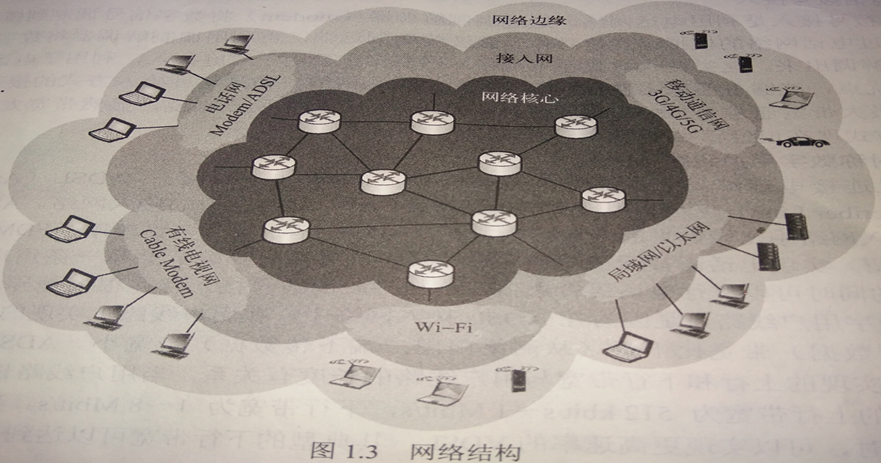 网络边缘
接入网
网络核心
电话网
Modem/ADSL
移动通信网
3G/4G/5G
有线电视网
Cable Modem
局域网/以太网
Wi-Fi
图 1.3 网络结构